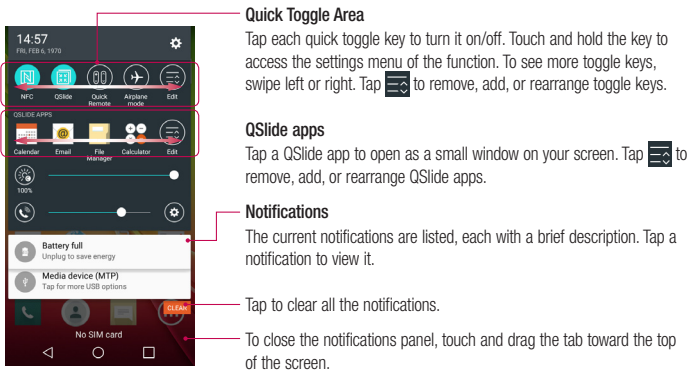 14:57
FRI, FEB 6, 1970
NFC
QSlide
Quick Remote
Airplane mode
Edit
QSLIDE APPS
Calendar
Email
File Manager
Calculator
Edit
100%
Battery full
Unplug to save energy
Media device (MTP)
Tap for more USB options
CLEAR
No SIM card
Quick Toggle Area
Tap each quick toggle key to turn it on/off. Touch and hold the key to
access the settings menu of the function. To see more toggle keys,
swipe left or right. Tap to remove, add, or rearrange toggle keys.
QSlide apps
Tap a QSlide app to open as a small window on your screen. Tap to
remove, add, or rearrange QSlide apps.
Notifications
The current notifications are listed, each with a brief description. Tap a
notification to view it.
Tap to clear all the notifications.
To close the notifications panel, touch and drag the tab toward the top
of the screen.